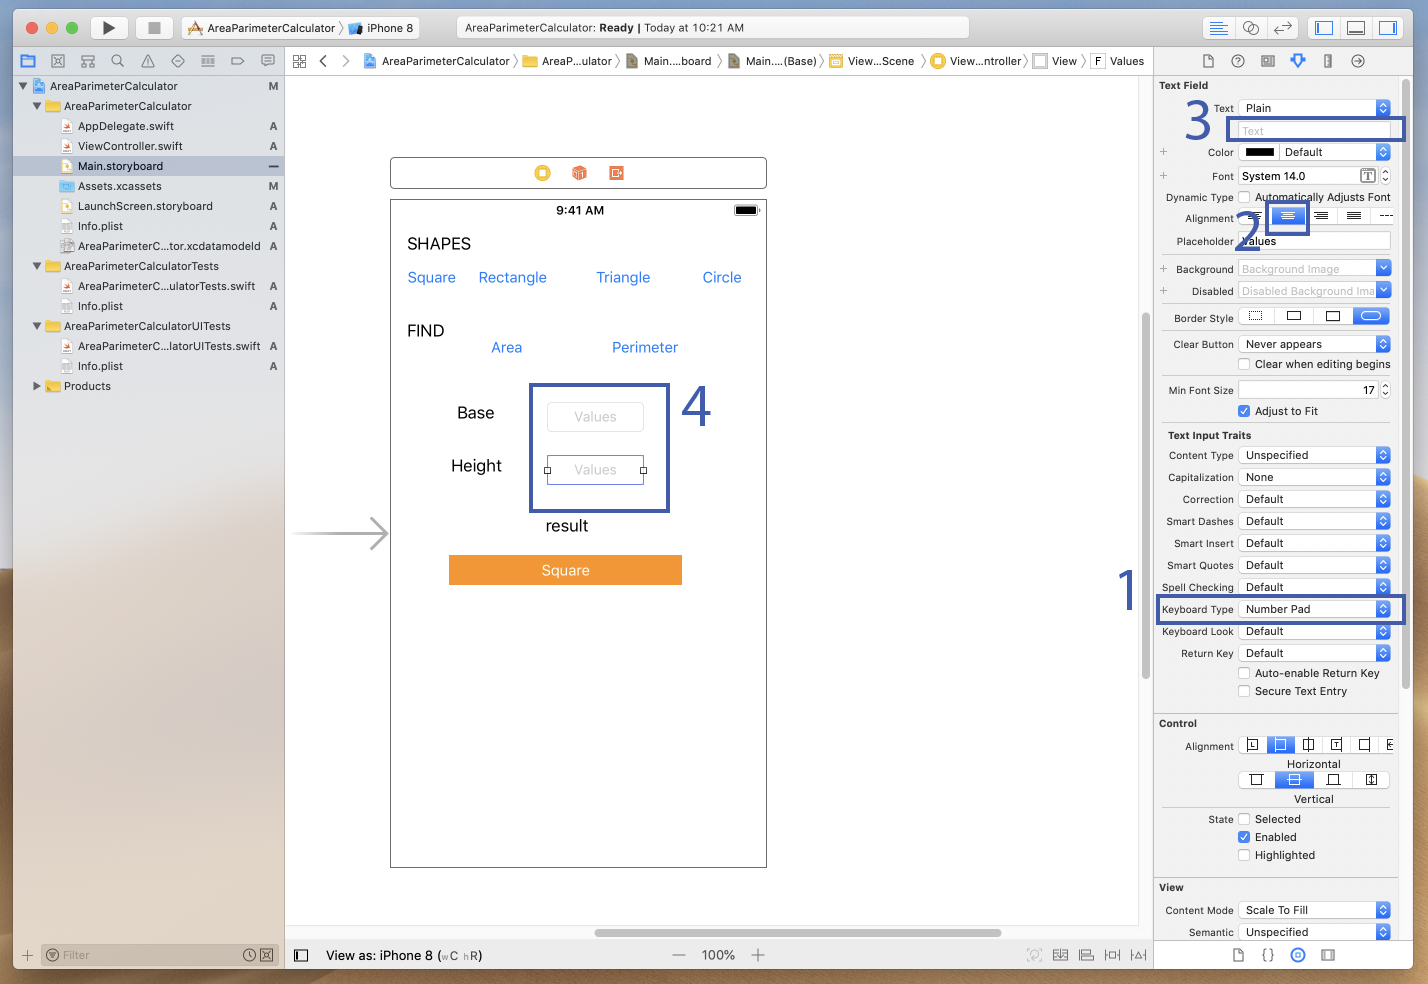 AreaParimeterCalculator
iPhone 8
AreaParimeterCalculator: Ready | Today at 10:21 AM
AreaParimeterCalculator
AreaP...ulator
Main....board
Main....(Base)
View...Scene
View...ntroller
View
F
Values
AreaParimeterCalculator M
AreaParimeterCalculator
AppDelegate.swift A
ViewController.swift A
Main.storyboard
Assets.xcassets M
LaunchScreen.storyboard A
Info.plist A
AreaParimeterC...tor.xcdatamodeld A
AreaParimeterCalculatorTests
AreaParimeterC...ulatorTests.swift A
Info.plist A
AreaParimeterCalculatorUITests
AreaParimeterC...latorUITests.swift A
Info.plist A
Products
Filter
9:41 AM
SHAPES
Square Rectangle Triangle Circle
FIND
Area Perimeter
Base Values
Height Values
4
result
Square
View as: iPhone 8 (wC hR)
100%
Text Field
3
Text Plain
Text
Color Default
Font System 14.0 T
Dynamic Type Automatically Adjusts Font
Alignment
2
Placeholder Values
Background Background Image
Disabled Disabled Background Ima
Border Style
Clear Button Never appears
Clear when editing begins
Min Font Size 17
Adjust to Fit
Text Input Traits
Content Type Unspecified
Capitalization None
Correction Default
Smart Dashes Default
Smart Insert Default
Smart Quotes Default
Spell Checking Default
1
Keyboard Type Number Pad
Keyboard Look Default
Return Key Default
Auto-enable Return Key
Secure Text Entry
Control
Alignment
Horizontal
Vertical
State Selected
Enabled
Highlighted
View
Content Mode Scale To Fill
Semantic Unspecified